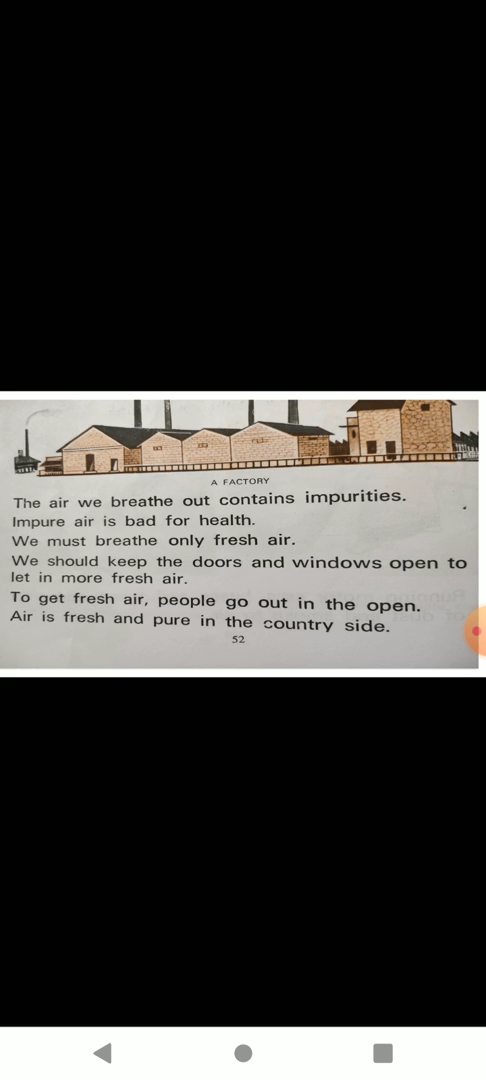 A FACTORY
The air we breathe out contains impurities.
Impure air is bad for health.
We must breathe only fresh air.
We should keep the doors and windows open to
let in more fresh air.
To get fresh air, people go out in the open.
Air is fresh and pure in the country side.
52